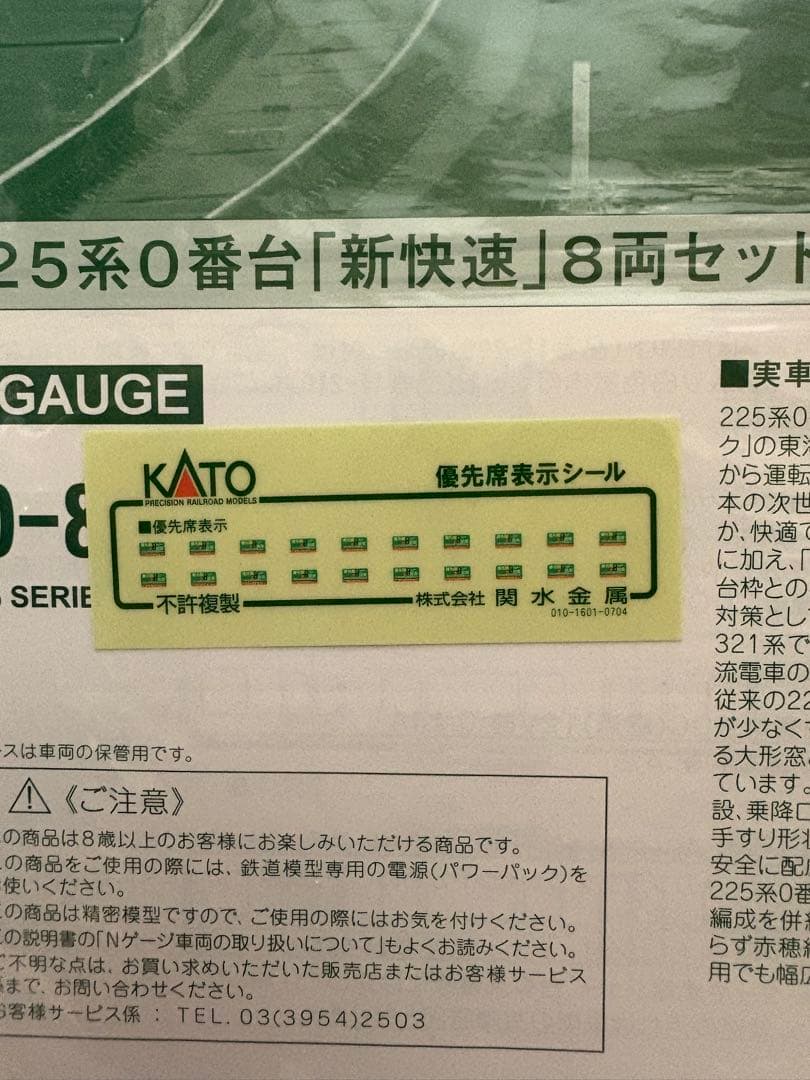 25系0番台「新快速」8両セット
GAUGE
0-8
SERIE
KATO
PRECISION RAILROAD MODELS
優先席表示シール
■優先席表示
不許複製
株式会社 関水金属
010-1601-0704
ースは車両の保管用です。
《ご注意》
の商品は8歳以上のお客様にお楽しみいただける商品です。
の商品をご使用の際には、鉄道模型専用の電源(パワーパック)を
使いください。
の商品は精密模型ですので、ご使用の際にはお気を付けください。
の説明書の「Nゲージ車両の取り扱いについて」もよくお読みください。
ご不明な点は、お買い求めいただいた販売店またはお客様サービス
まで、お問い合わせください。
お客様サービス係 : TEL. 03(3954)2503
■実車
225系0
ク」の東海
から運転
本の次世
か、快適で
に加え、「
台枠との
対策とし
321系で
流電車の
従来の22
が少なくす
る大形窓
ています。
設、乗降口
手すり形状
安全に配
225系0番
編成を併
らず赤穂
用でも幅広